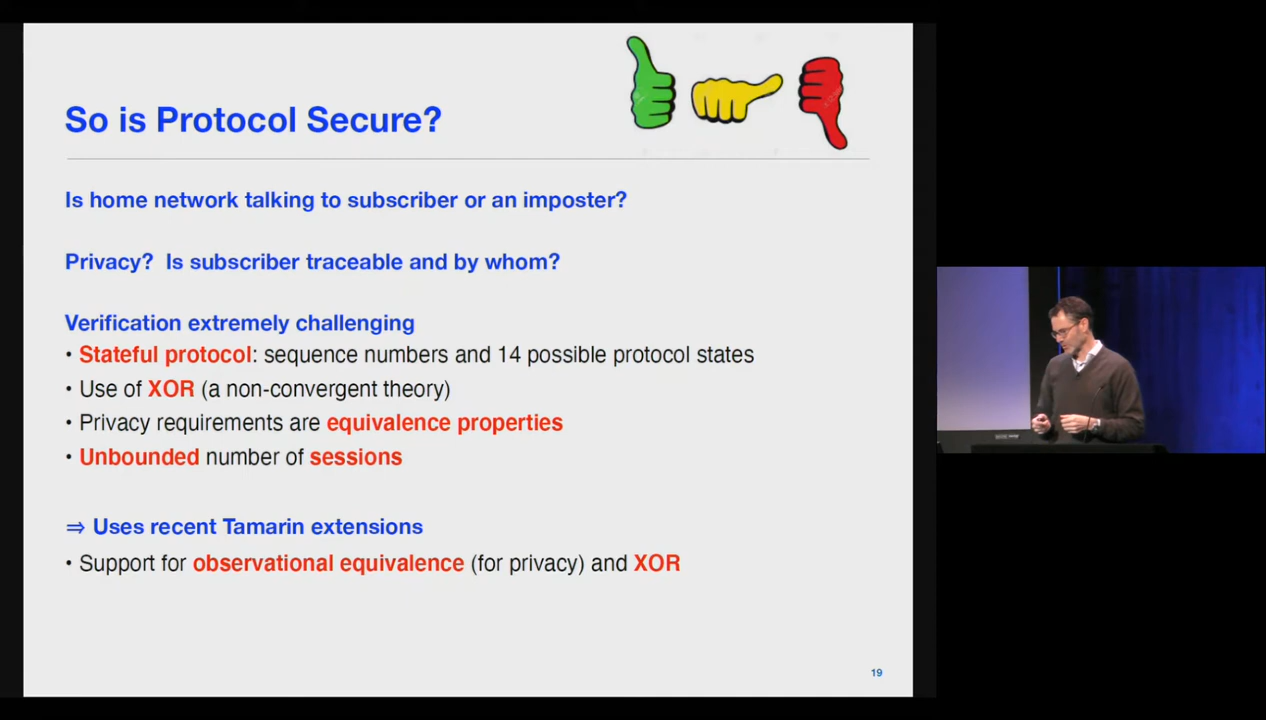 So is Protocol Secure?
Is home network talking to subscriber or an imposter?
Privacy? Is subscriber traceable and by whom?
Verification extremely challenging
• Stateful protocol: sequence numbers and 14 possible protocol states
• Use of XOR (a non-convergent theory)
• Privacy requirements are equivalence properties
• Unbounded number of sessions
⇒ Uses recent Tamarin extensions
• Support for observational equivalence (for privacy) and XOR
19